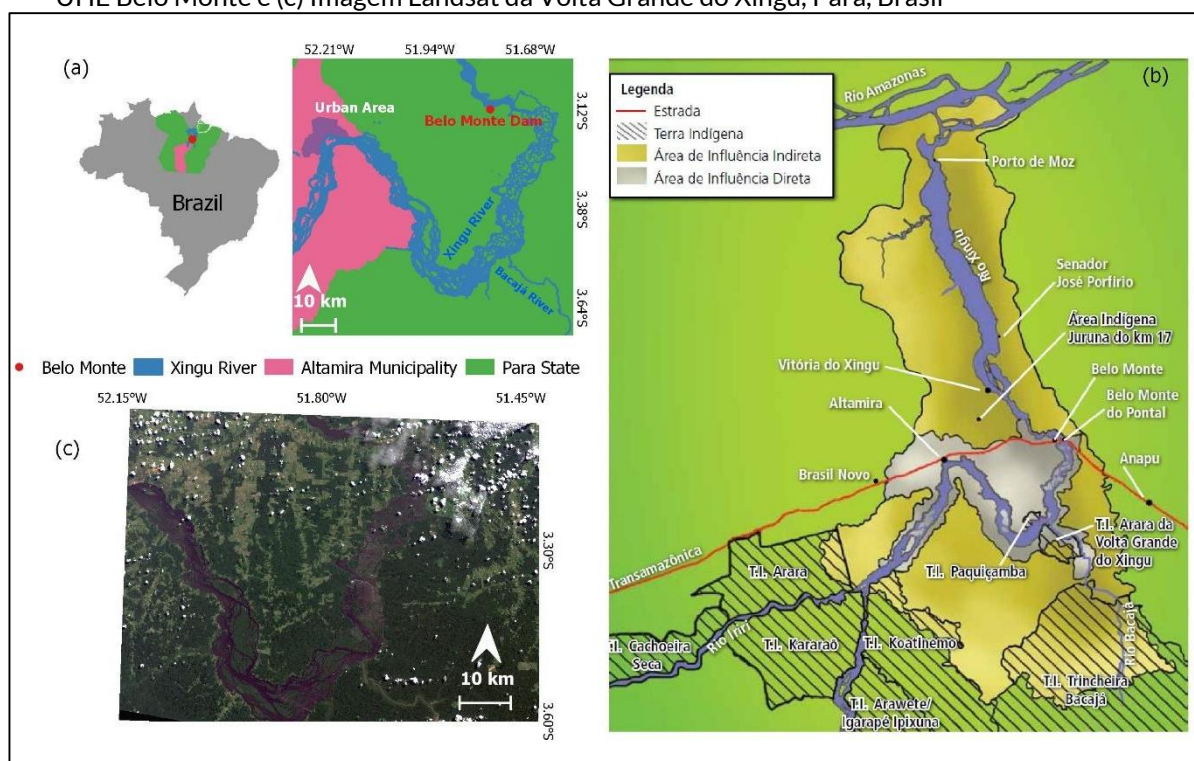 UHE Belo Monte e (c) Imagem Landsat da Volta Grande do Xingu, Pará, Brasil
(a)
Brazil
52.21°W 51.94°W 51.68°W
Urban Area
Belo Monte Dam
Xingu River
Bacajá River
10 km
3.12°S
3.38°S
3.64°S
Belo Monte Xingu River Altamira Municipality Para State
(b)
Legenda
Estrada
Terra Indígena
Área de Influência Indireta
Área de Influência Direta
Rio Amazonas
Porto de Moz
Rio Xingu
Senador
José Porfírio
Área Indígena
Juruna do km 17
Vitória do Xingu
Belo Monte
Altamira
Belo Monte
do Pontal
Brasil Novo
Anapu
Transamazônica
T.I. Arara da
Volta Grande
do Xingu
T.I. Arara
T.I. Paquiçamba
Rio Iriri
Rio Bacajá
T.I. Cachoeira
Seca
T.I. Kararaô
T.I. Koatinemo
T.I. Trincheira
Bacajá
T.I. Arawete/
Igarapé Ipixuna
(c)
52.15°W 51.80°W 51.45°W
3.30°S
3.60°S
10 km